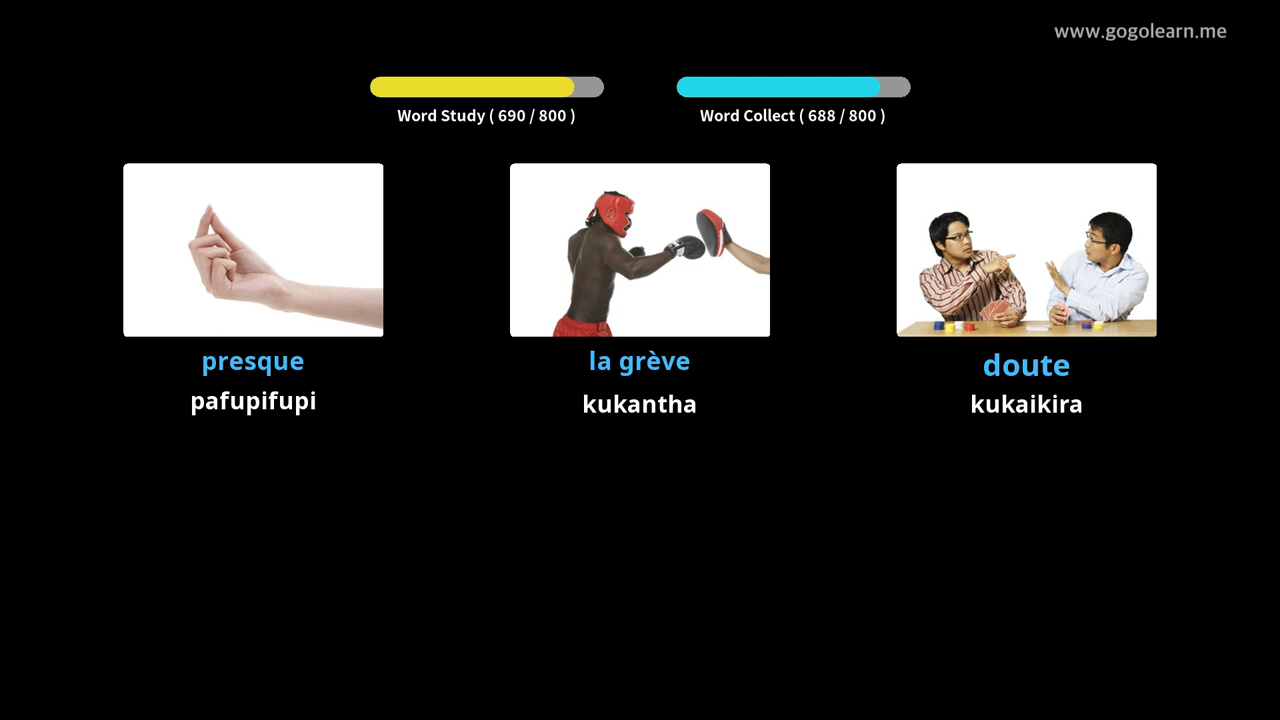 www.gogolearn.me
Word Study ( 690 / 800 )
Word Collect ( 688 / 800 )
presque
la grève
doute
pafupifupi
kukantha
kukaikira